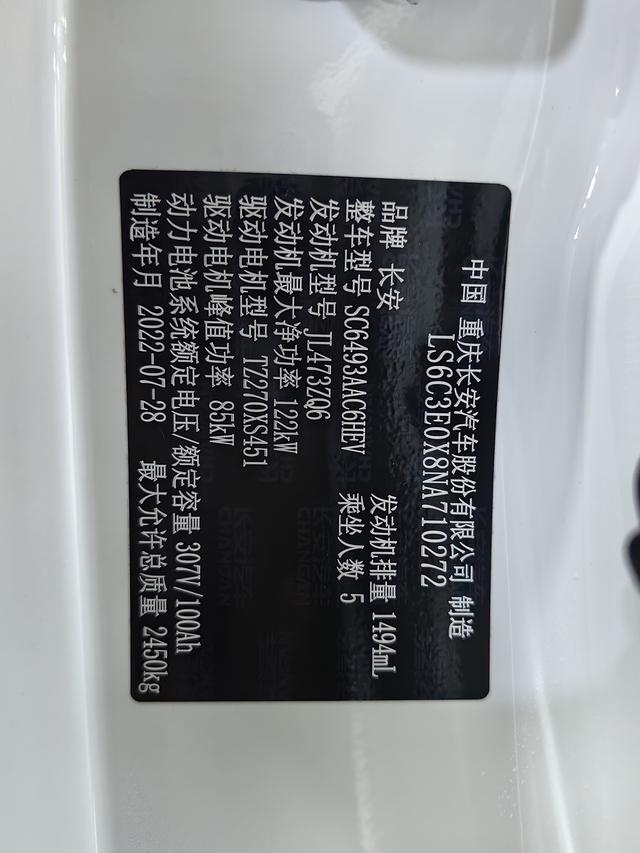 中国 重庆长安汽车股份有限公司 制造
LS6C3E0X8NA710272
品牌 长安 发动机排量 1494mL
整车型号 SC6493AAC6HEV 乘坐人数 5
发动机型号 JL473ZQ6
发动机最大净功率 122kW
驱动电机型号 TZ270XS451
驱动电机峰值功率 85kW
动力电池系统额定电压/额定容量 307V/100Ah
制造年月 2022-07-28 最大允许总质量 2450kg
长安汽车
CHANGAN